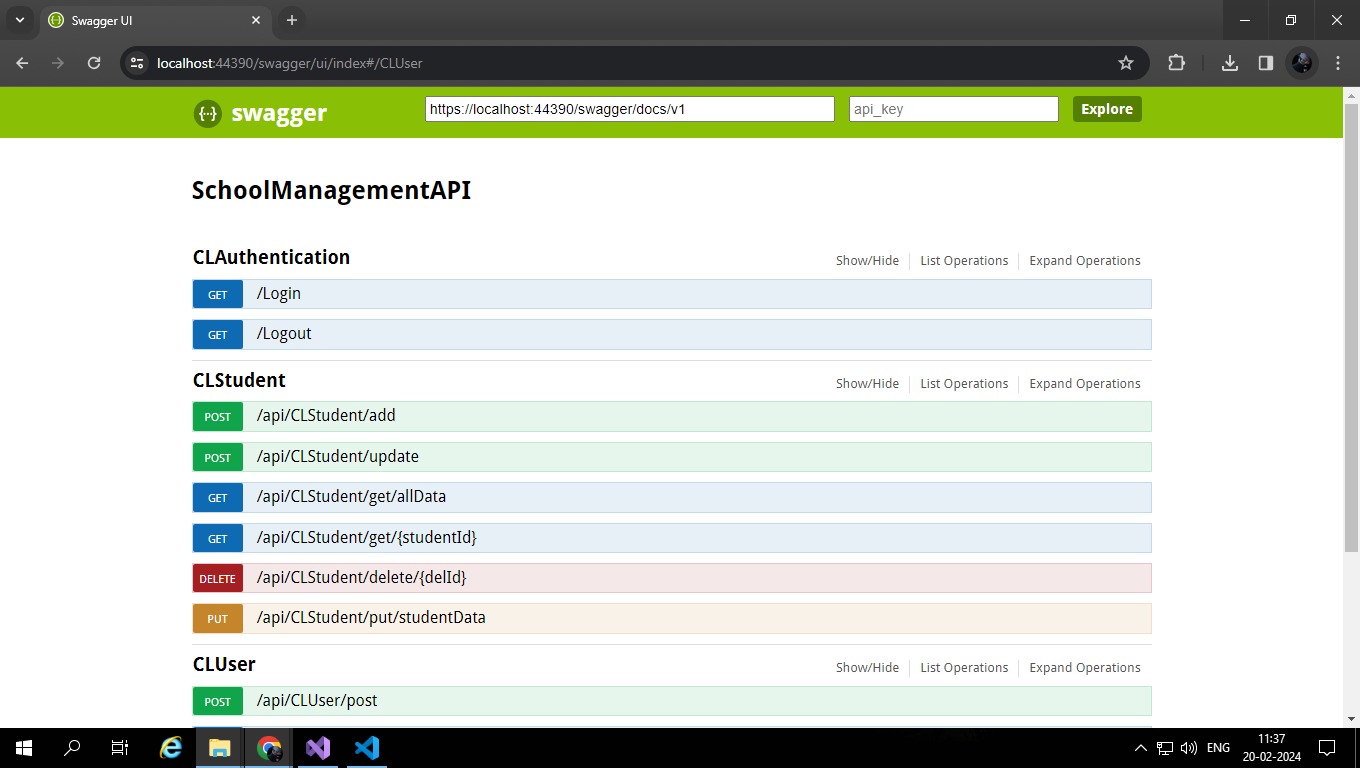 Swagger UI
localhost:44390/swagger/ui/index#/CLUser
{··} swagger https://localhost:44390/swagger/docs/v1 api_key Explore
SchoolManagementAPI
CLAuthentication Show/Hide List Operations Expand Operations
GET /Login
GET /Logout
CLStudent Show/Hide List Operations Expand Operations
POST /api/CLStudent/add
POST /api/CLStudent/update
GET /api/CLStudent/get/allData
GET /api/CLStudent/get/{studentId}
DELETE /api/CLStudent/delete/{delId}
PUT /api/CLStudent/put/studentData
CLUser Show/Hide List Operations Expand Operations
POST /api/CLUser/post
ENG 11:37
20-02-2024